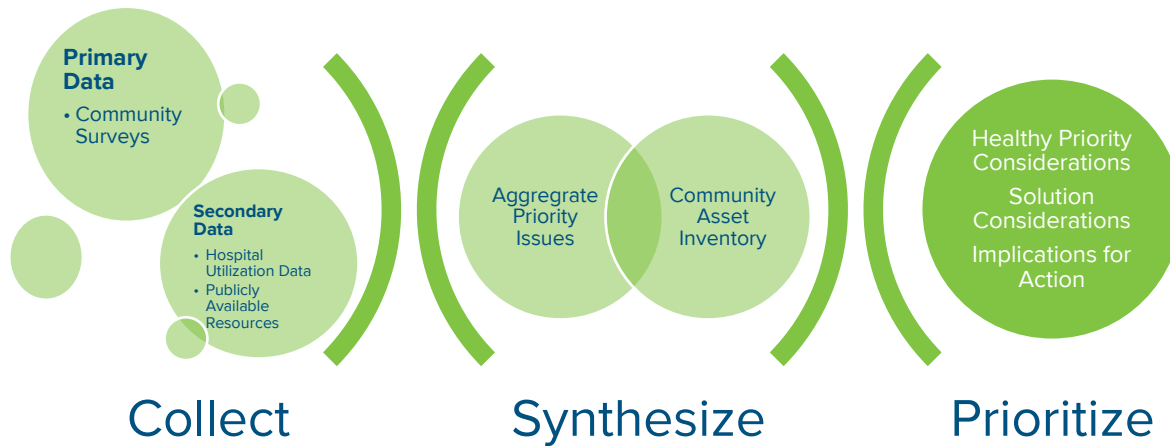 Primary
Data
• Community
Surveys
Secondary
Data
• Hospital
Utilization Data
• Publicly
Available
Resources
Collect
Aggregrate
Priority
Issues
Community
Asset
Inventory
Synthesize
Healthy Priority
Considerations
Solution
Considerations
Implications for
Action
Prioritize